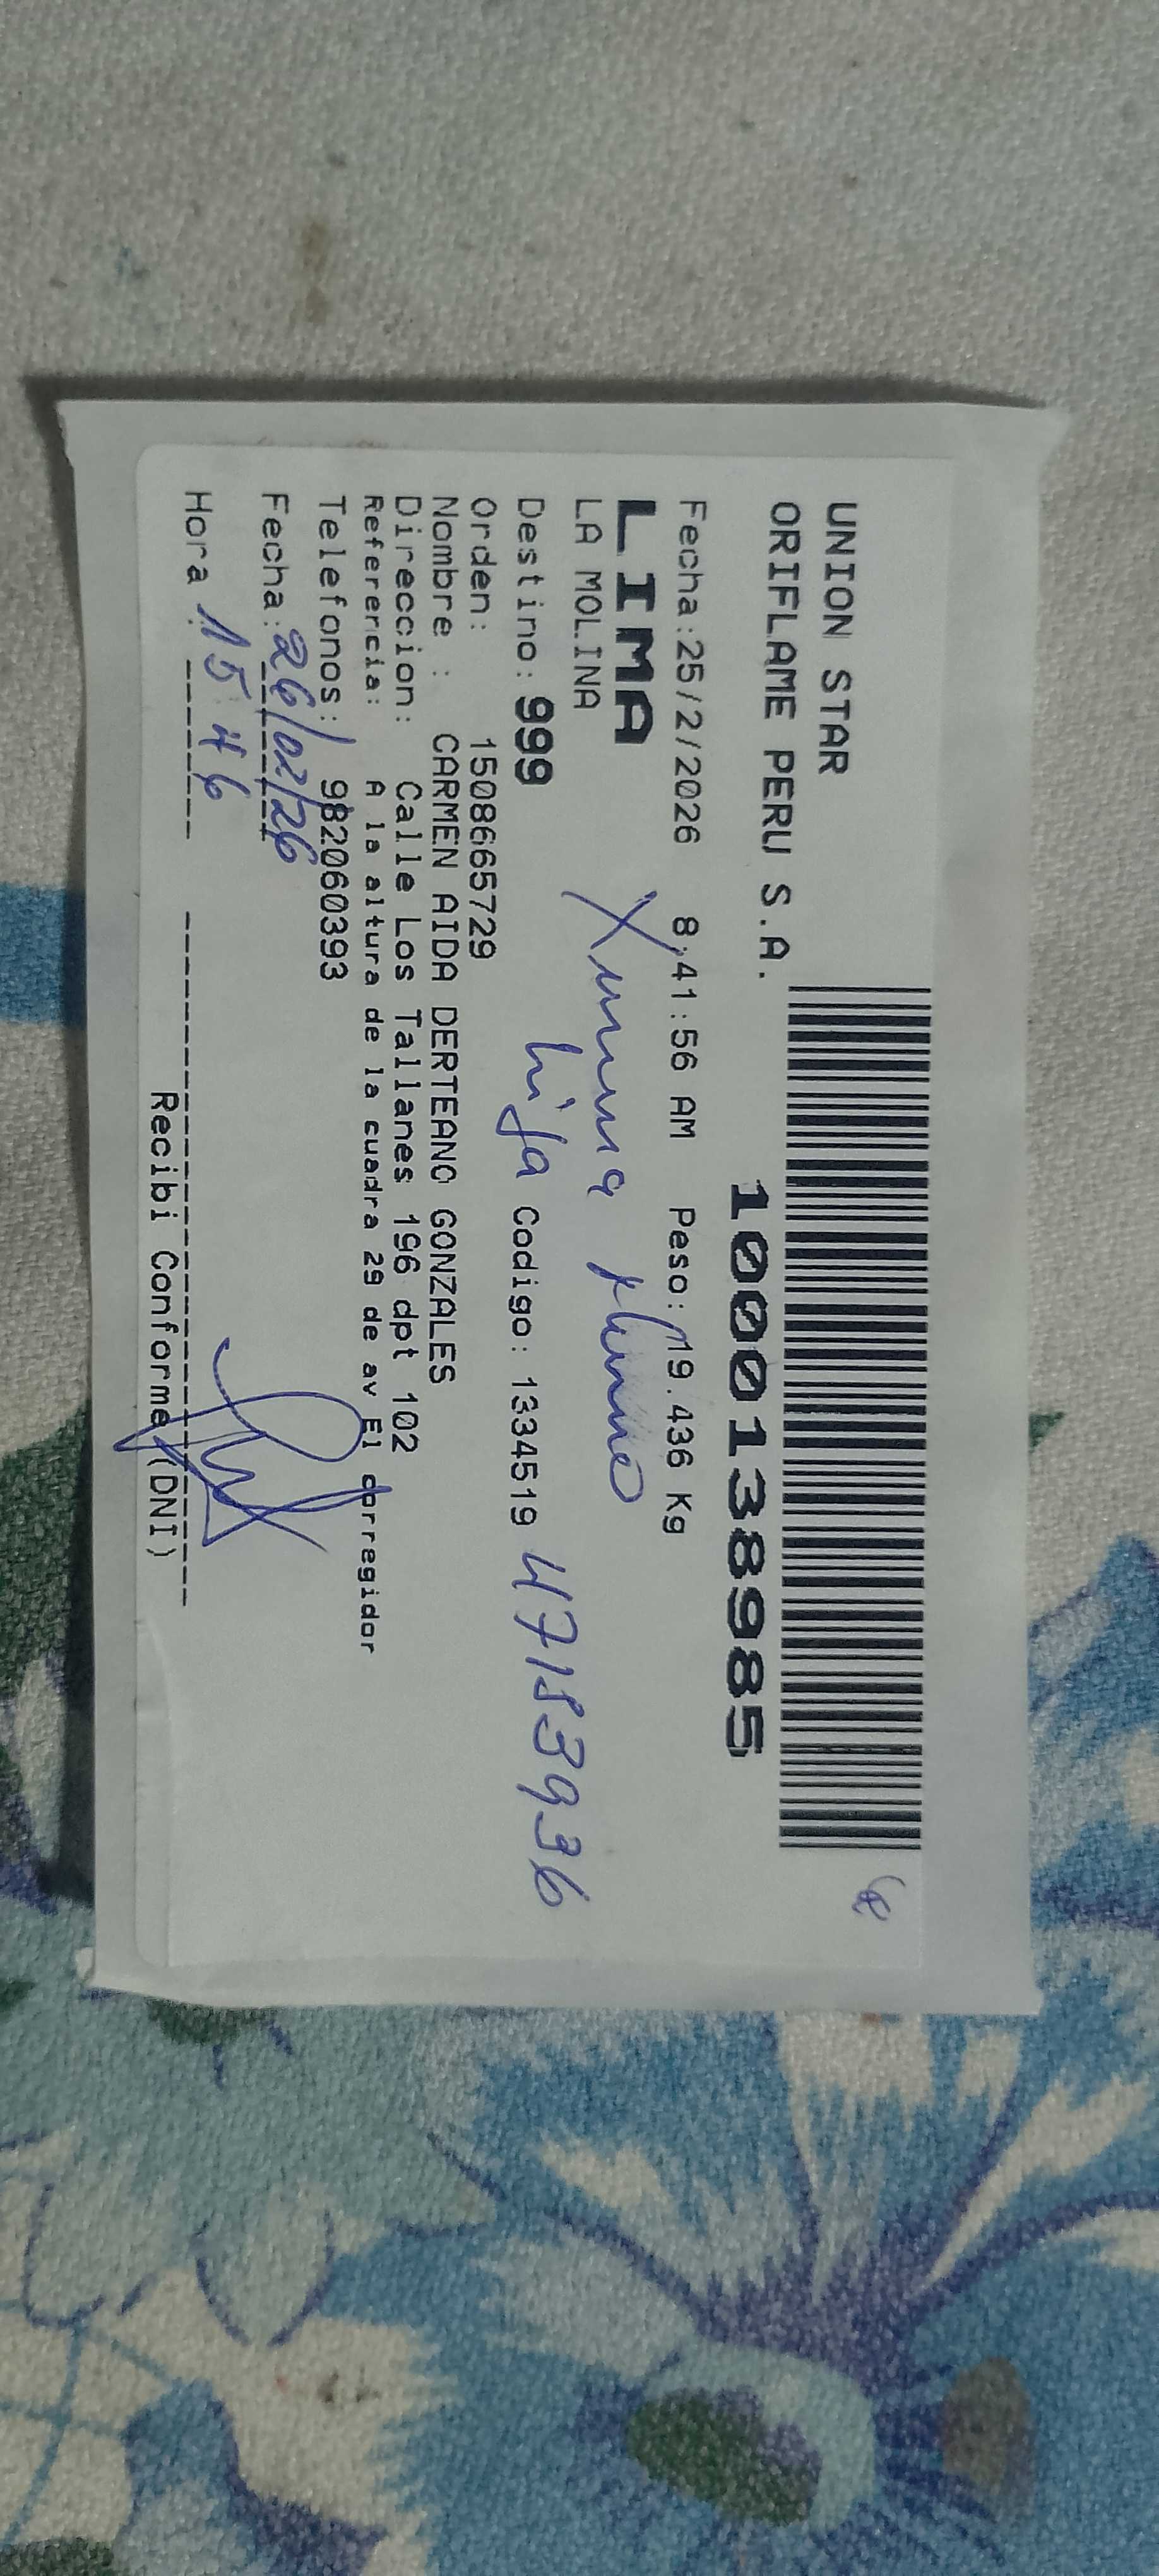 UNION STAR
ORIFLAME PERU S.A.
1000138985
Fecha:25/2/2026 8:41:56 AM Peso: 19.436 Kg
LIMA
LA MOLINA
hija
Destino: 999 Codigo: 1334519 47183936
Orden: 1508665729
Nombre : CARMEN AIDA DERTEANO GONZALES
Direccion: Calle Los Tallanes 196 dpt 102
Referencia: A la altura de la cuadra 29 de av El corregidor
Telefonos: 982060393
Fecha: 26/02/26
Hora 15 46
Recibi Conforme (DNI)